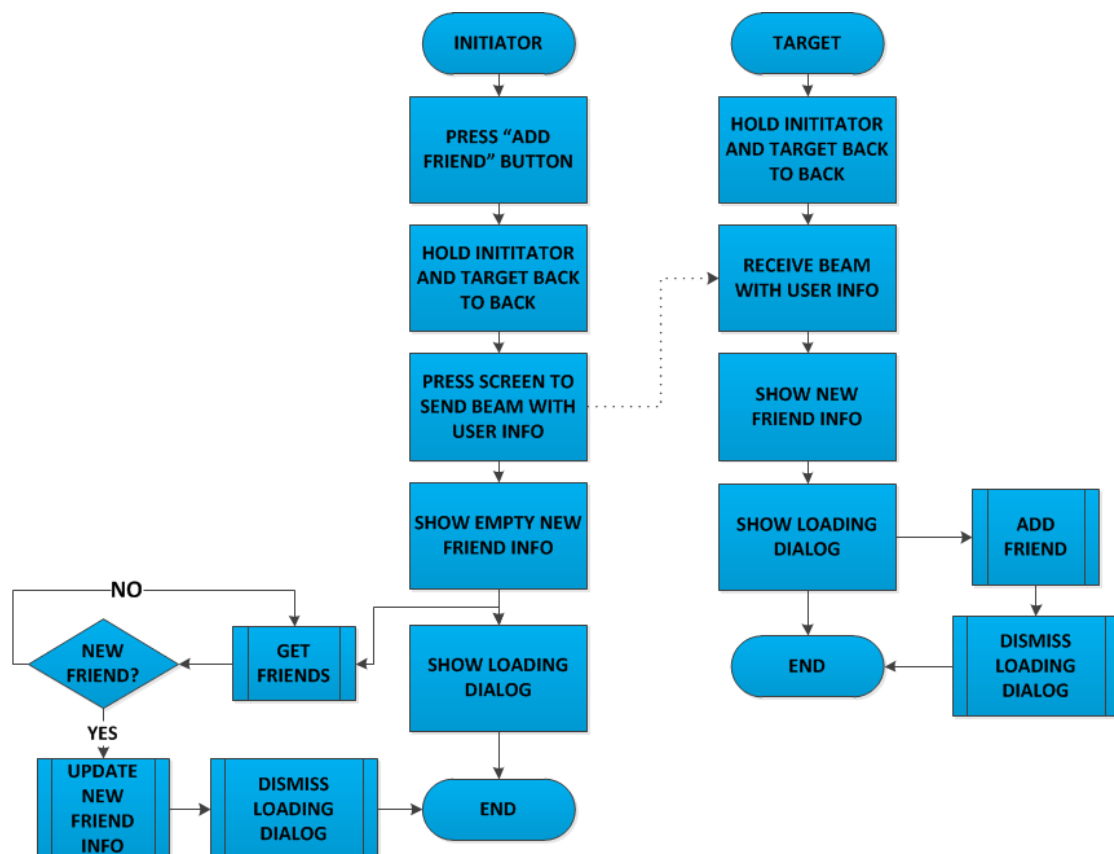 INITIATOR
PRESS “ADD
FRIEND” BUTTON
HOLD INITITATOR
AND TARGET BACK
TO BACK
PRESS SCREEN TO
SEND BEAM WITH
USER INFO
SHOW EMPTY NEW
FRIEND INFO
SHOW LOADING
DIALOG
END
NO
GET
FRIENDS
NEW
FRIEND?
YES
UPDATE
NEW
FRIEND
INFO
DISMISS
LOADING
DIALOG
TARGET
HOLD INITITATOR
AND TARGET BACK
TO BACK
RECEIVE BEAM
WITH USER INFO
SHOW NEW
FRIEND INFO
SHOW LOADING
DIALOG
ADD
FRIEND
DISMISS
LOADING
DIALOG
END